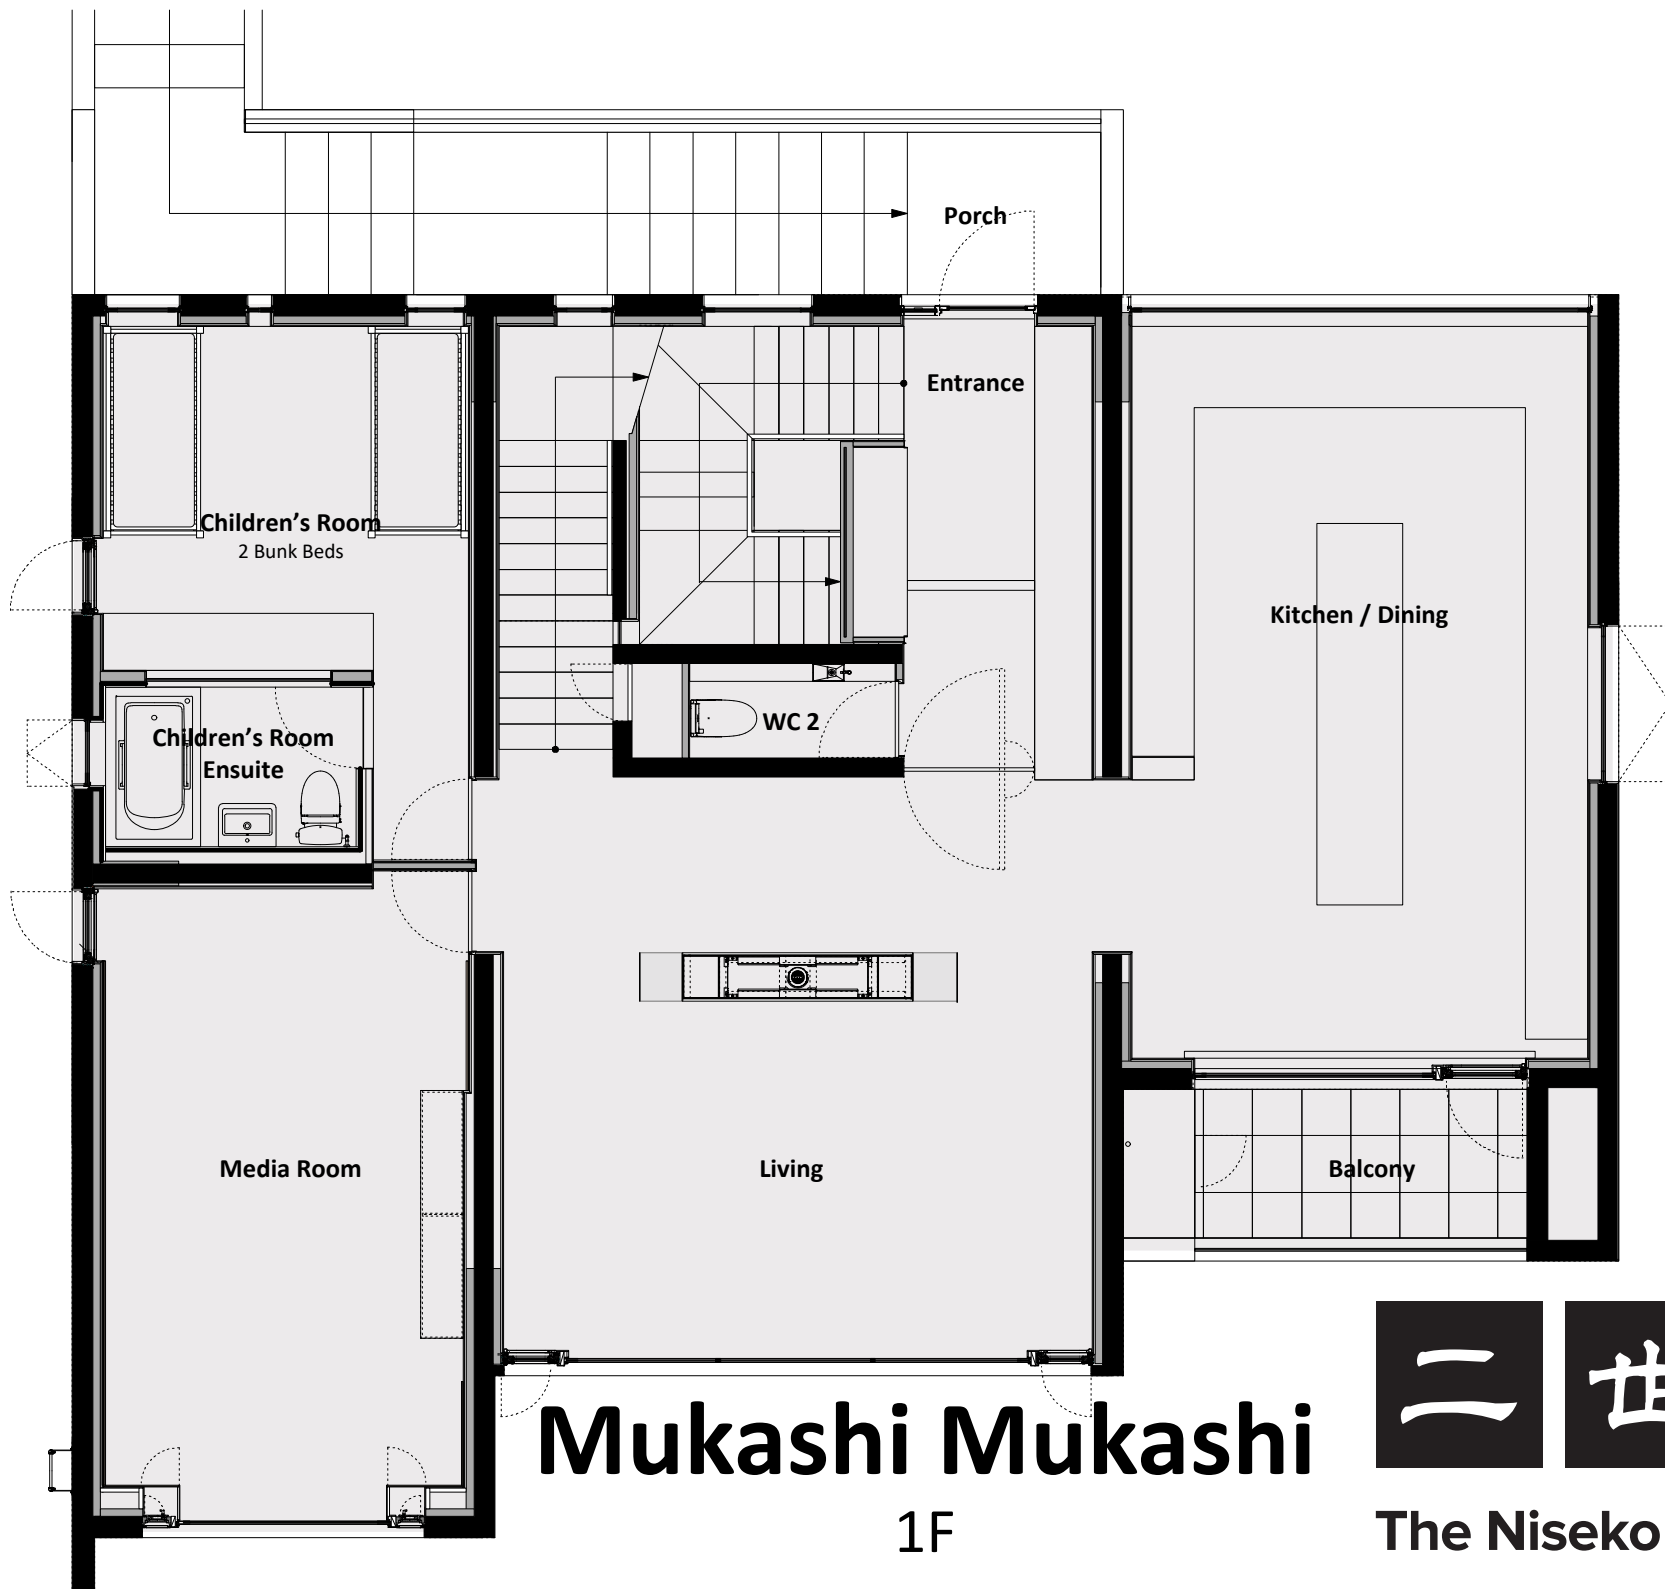 Porch
Entrance
Children’s Room
2 Bunk Beds
Kitchen / Dining
WC 2
Children’s Room
Ensuite
Media Room
Living
Balcony
Mukashi Mukashi
1F
二世
The Niseko